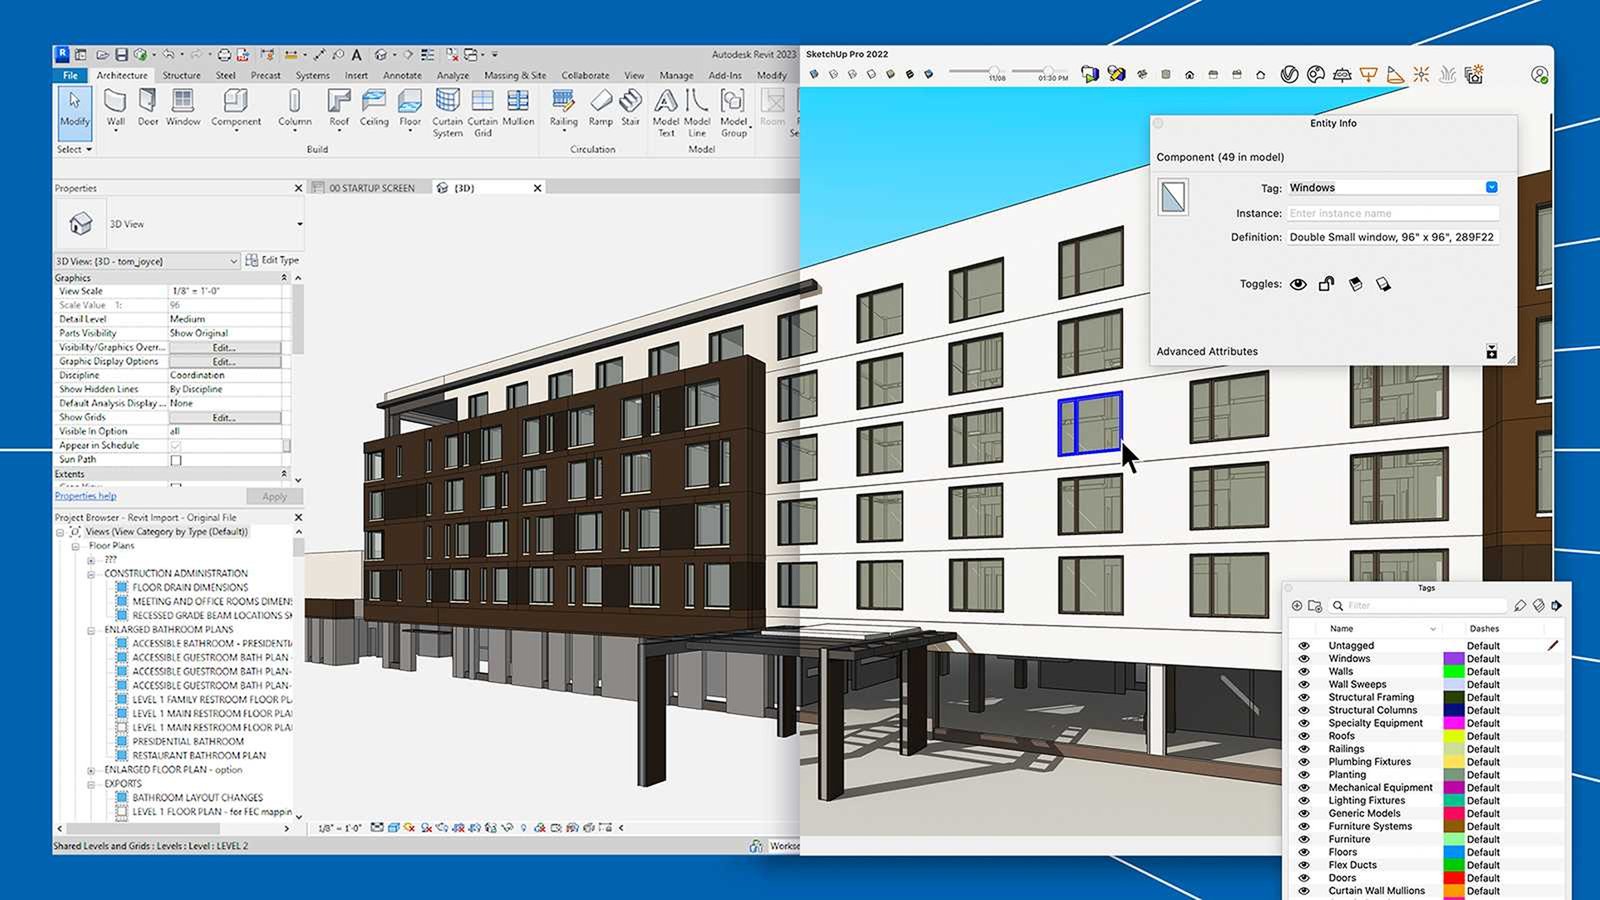 Autodesk Revit 2023
File Architecture Structure Steel Precast Systems Insert Annotate Analyze Massing & Site Collaborate View Manage Add-Ins Modify
Modify Wall Door Window Component Column Roof Ceiling Floor Curtain System Curtain Grid Mullion Railing Ramp Stair Model Text Model Line Model Group Room
Select Build Circulation Model
Properties
00 STARTUP SCREEN
{3D}
3D View
3D View: {3D - tom_joyce}
Edit Type
Graphics
View Scale 1/8" = 1'-0"
Scale Value 1: 96
Detail Level Medium
Parts Visibility Show Original
Visibility/Graphics Overr... Edit...
Graphic Display Options Edit...
Discipline Coordination
Show Hidden Lines By Discipline
Default Analysis Display ... None
Show Grids Edit...
Visible In Option all
Appear in Schedule
Sun Path
Extents
Properties help
Apply
Project Browser - Revit Import - Original File
Views (View Category by Type (Default))
Floor Plans
???
CONSTRUCTION ADMINISTRATION
FLOOR DRAIN DIMENSIONS
MEETING AND OFFICE ROOMS DIMENS
RECESSED GRADE BEAM LOCATIONS SK
ENLARGED BATHROOM PLANS
ACCESSIBLE BATHROOM - PRESIDENTIA
ACCESSIBLE GUESTROOM BATH PLAN -
ACCESSIBLE GUESTROOM BATH PLAN-
ACCESSIBLE GUESTROOM BATH PLAN-
LEVEL 1 FAMILY RESTROOM FLOOR PL
LEVEL 1 MAIN RESTROOM FLOOR PLA
LEVEL 1 MAIN RESTROOM FLOOR PLA
PRESIDENTIAL BATHROOM
RESTAURANT BATHROOM PLAN
ENLARGED FLOOR PLAN - option
EXPORTS
BATHROOM LAYOUT CHANGES
LEVEL 1 FLOOR PLAN - for FEC mappin
1/8" = 1'-0"
Shared Levels and Grids : Levels : Level : LEVEL 2
Workse
SketchUp Pro 2022
11/08
01:30 PM
Entity Info
Component (49 in model)
Tag: Windows
Instance: Enter instance name
Definition: Double Small window, 96" x 96", 289F22
Toggles:
Advanced Attributes
Tags
Filter
Name Dashes
Untagged Default
Windows Default
Walls Default
Wall Sweeps Default
Structural Framing Default
Structural Columns Default
Specialty Equipment Default
Roofs Default
Railings Default
Plumbing Fixtures Default
Planting Default
Mechanical Equipment Default
Lighting Fixtures Default
Generic Models Default
Furniture Systems Default
Furniture Default
Floors Default
Flex Ducts Default
Doors Default
Curtain Wall Mullions Default